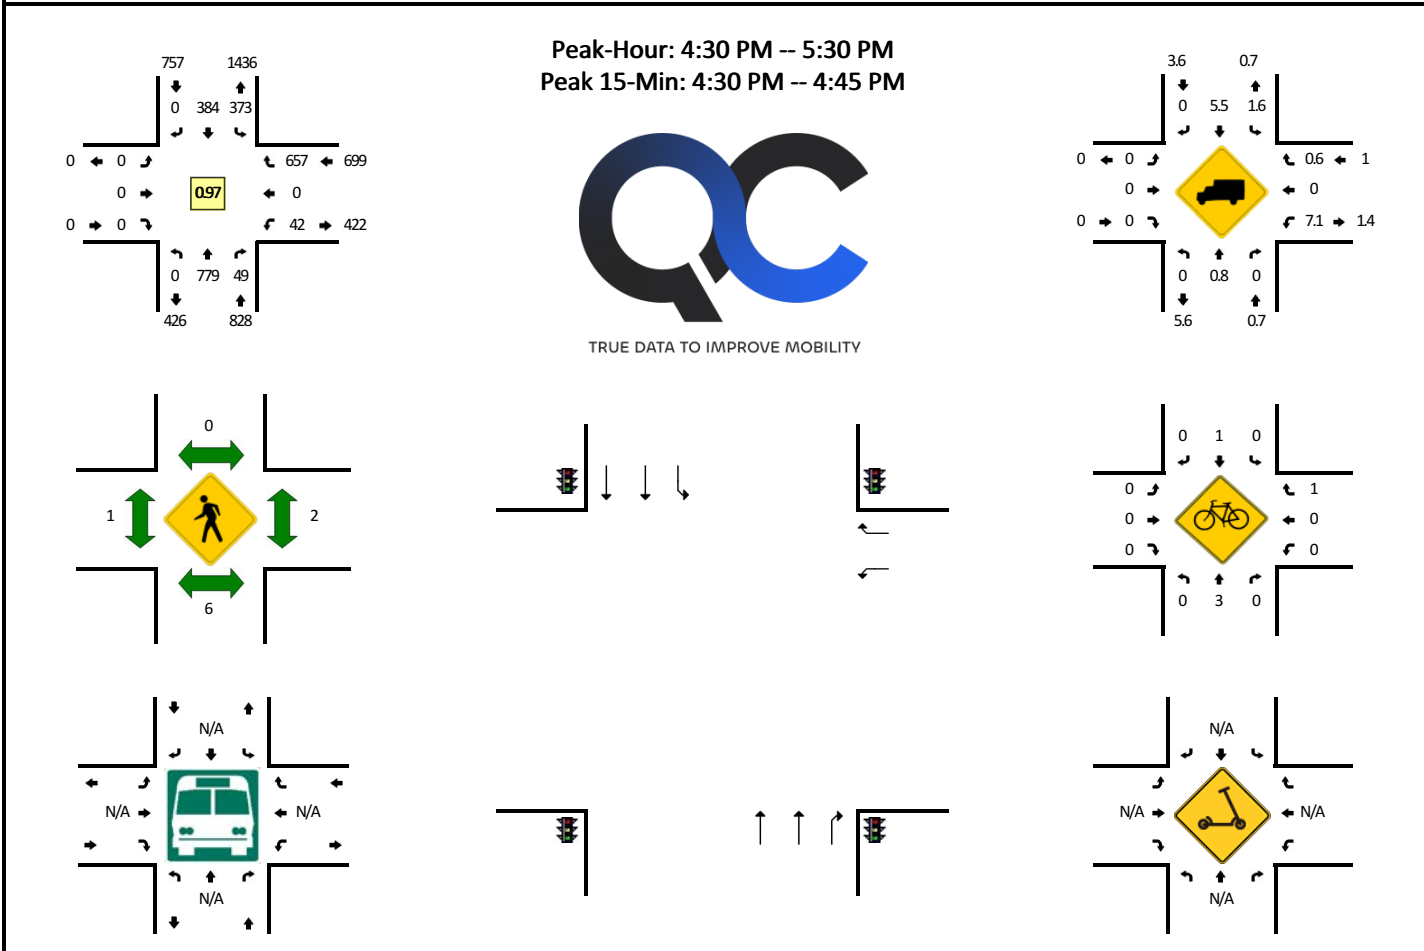 Peak-Hour: 4:30 PM -- 5:30 PM
Peak 15-Min: 4:30 PM -- 4:45 PM
757 1436
0 384 373
0 0 657 699
0 0.97 0
0 0 42 422
0 779 49
426 828
QC
TRUE DATA TO IMPROVE MOBILITY
3.6 0.7
0 5.5 1.6
0 0 0.6 1
0 0
0 0 7.1 1.4
0 0.8 0
5.6 0.7
0
1 2
6
0 1 0
0 1
0 0
0 0
0 3 0
N/A
N/A N/A
N/A
N/A
N/A N/A
N/A